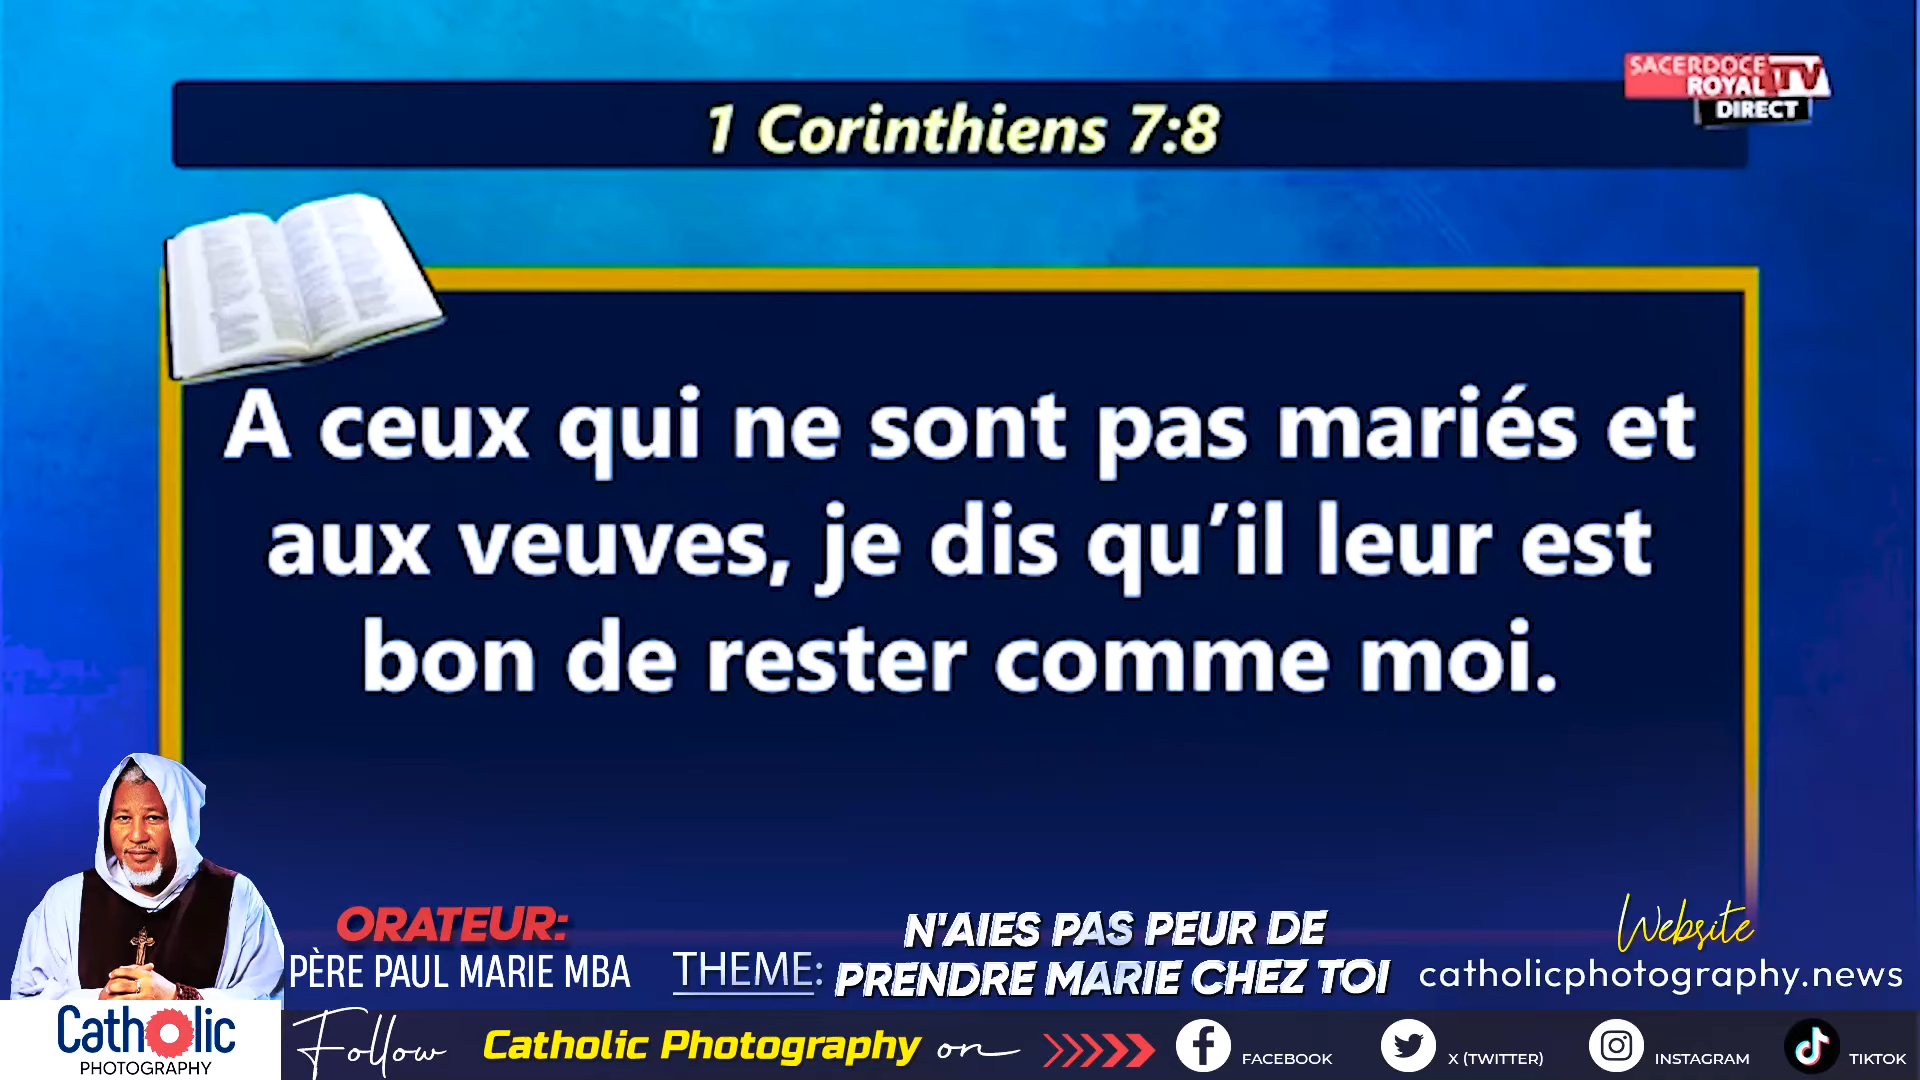 SACERDOCE
ROYAL TV
DIRECT
1 Corinthiens 7:8
A ceux qui ne sont pas mariés et
aux veuves, je dis qu’il leur est
bon de rester comme moi.
ORATEUR:
PÈRE PAUL MARIE MBA
THEME:
N'AIES PAS PEUR DE
PRENDRE MARIE CHEZ TOI
Website
catholicphotography.news
Catholic
PHOTOGRAPHY
Follow Catholic Photography on
FACEBOOK
X (TWITTER)
INSTAGRAM
TIKTOK